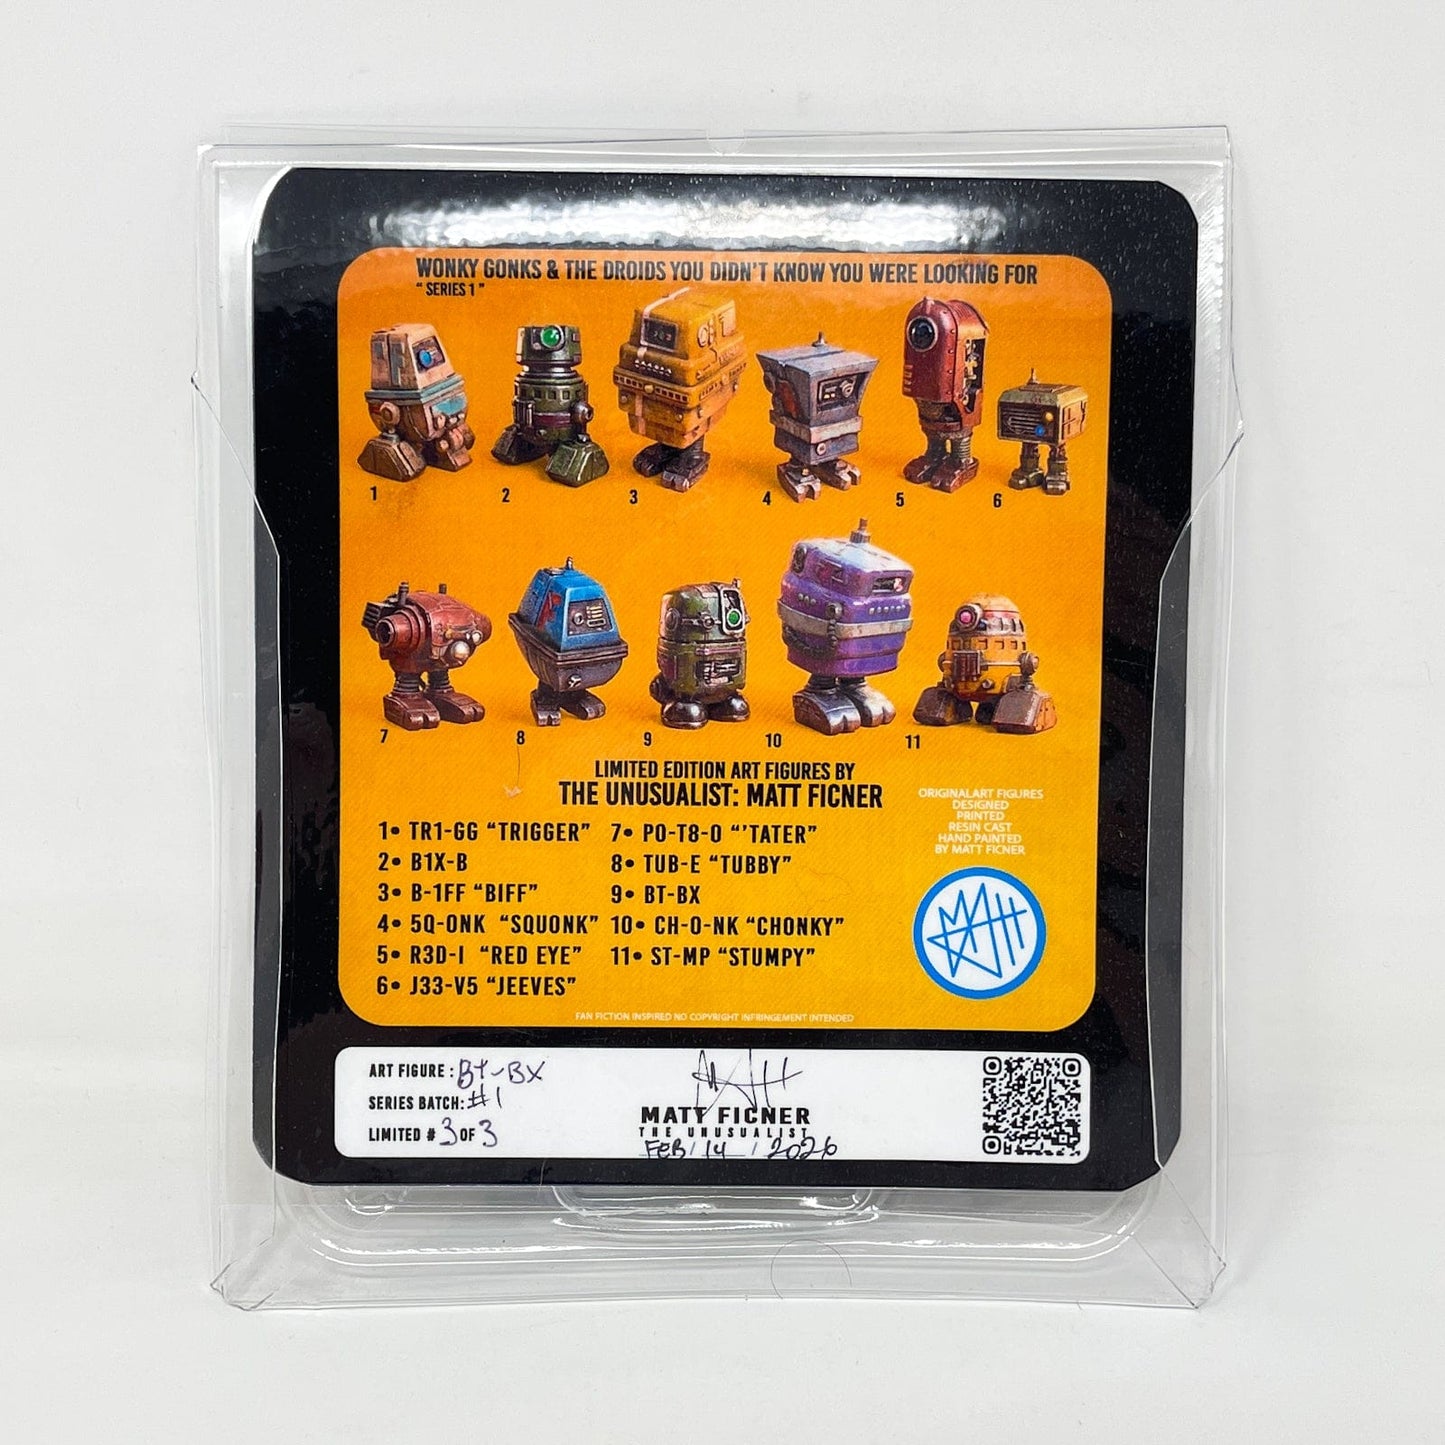 WONKY GONKS & THE DROIDS YOU DIDN'T KNOW YOU WERE LOOKING FOR
" SERIES 1 "
1 2 3 4 5 6
7 8 9 10 11
LIMITED EDITION ART FIGURES BY
THE UNUSUALIST: MATT FICNER
1• TR1-GG "TRIGGER"
2• B1X-B
3• B-1FF "BIFF"
4• 5Q-ONK "SQUONK"
5• R3D-I "RED EYE"
6• J33-V5 "JEEVES"
7• PO-T8-O "'TATER"
8• TUB-E "TUBBY"
9• BT-BX
10• CH-O-NK "CHONKY"
11• ST-MP "STUMPY"
ORIGINALART FIGURES
DESIGNED
PRINTED
RESIN CAST
HAND PAINTED
BY MATT FICNER
MATT
FAN FICTION INSPIRED NO COPYRIGHT INFRINGEMENT INTENDED
ART FIGURE : Bt-BX
SERIES BATCH: #1
LIMITED # 3 OF 3
MATT FICNER
THE UNUSUALIST
FEB / 14 / 2026